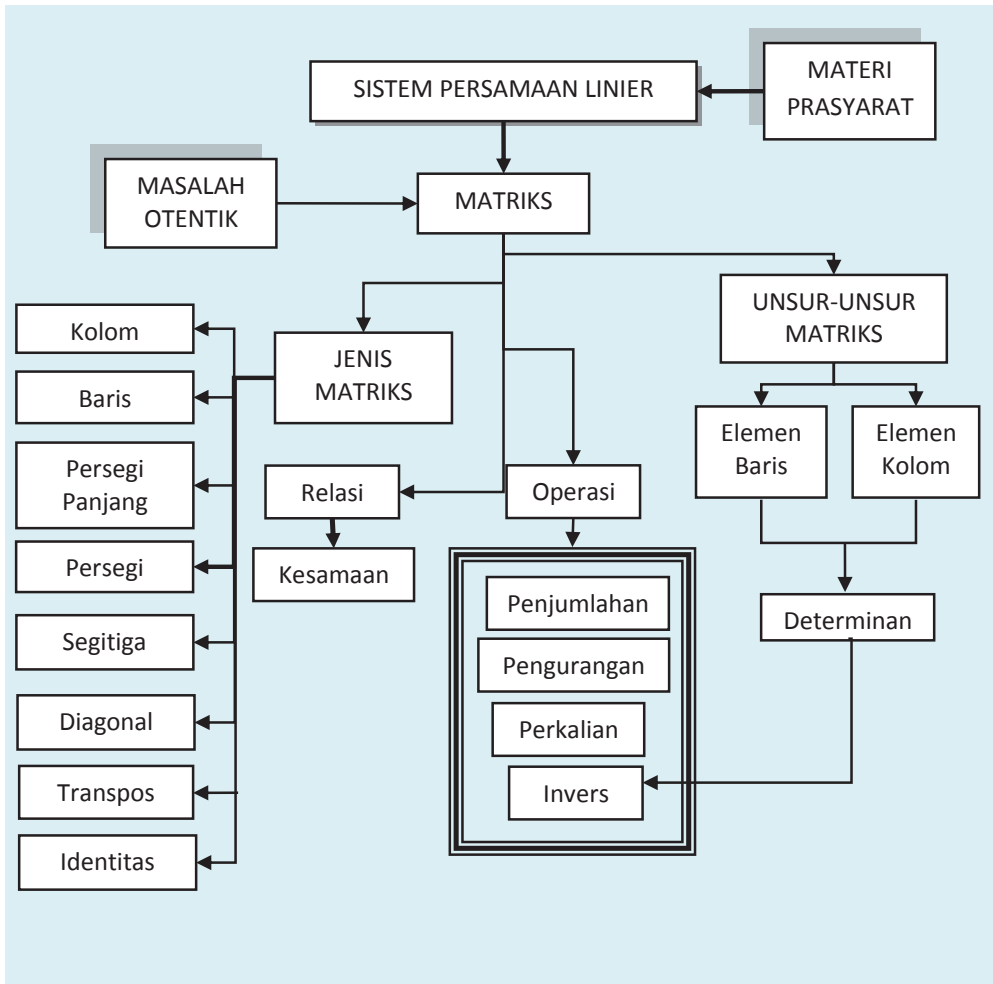 SISTEM PERSAMAAN LINIER
MATERI
PRASYARAT
MASALAH
OTENTIK
MATRIKS
UNSUR-UNSUR
MATRIKS
JENIS
MATRIKS
Kolom
Baris
Persegi
Panjang
Persegi
Segitiga
Diagonal
Transpos
Identitas
Relasi
Kesamaan
Operasi
Penjumlahan
Pengurangan
Perkalian
Invers
Elemen
Baris
Elemen
Kolom
Determinan